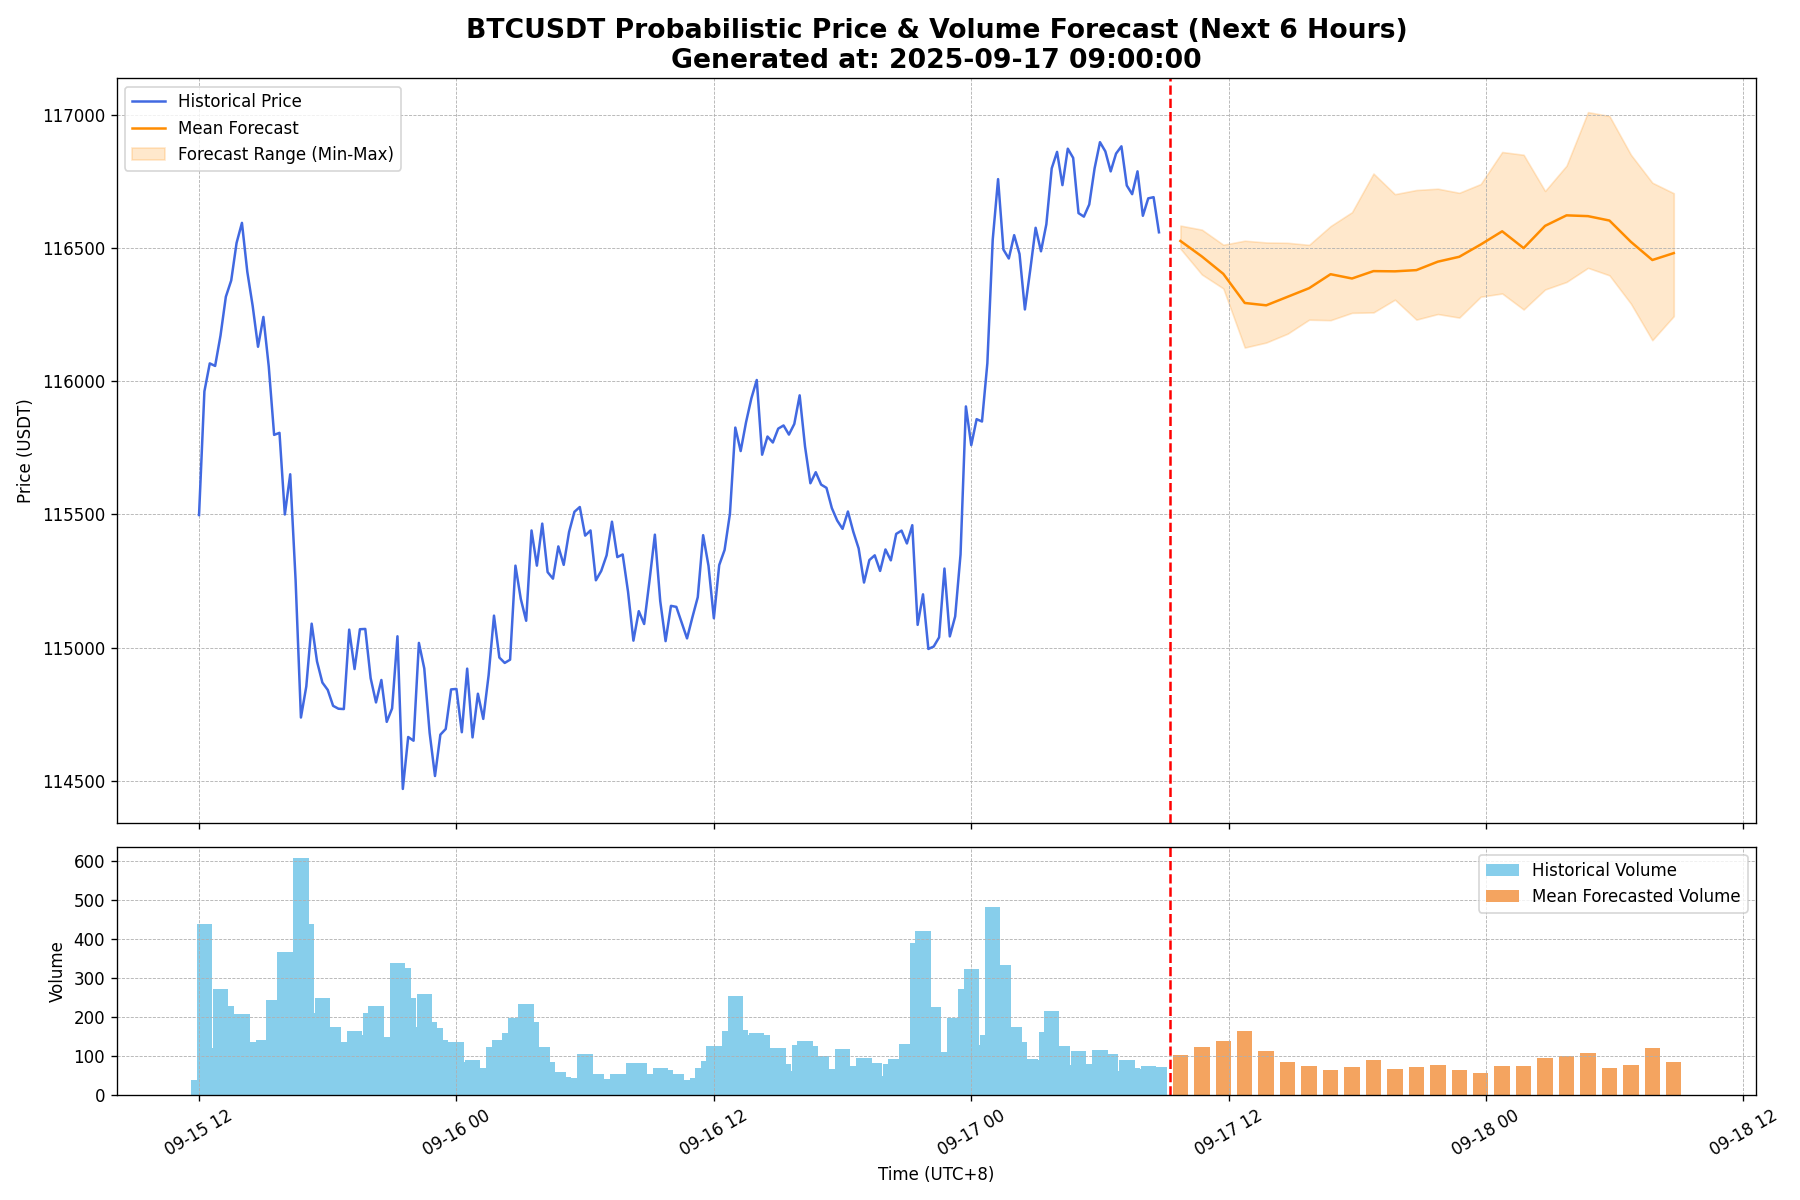 BTCUSDT Probabilistic Price & Volume Forecast (Next 6 Hours)
Generated at: 2025-09-17 09:00:00
Historical Price
Mean Forecast
Forecast Range (Min-Max)
117000
116500
116000
115500
115000
114500
Price (USDT)
Historical Volume
Mean Forecasted Volume
600
500
400
300
200
100
0
Volume
09-15 12
09-16 00
09-16 12
09-17 00
09-17 12
09-18 00
09-18 12
Time (UTC+8)